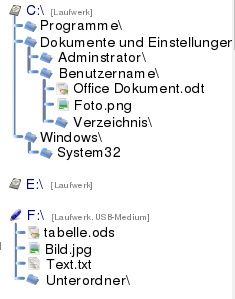 C:\ [Laufwerk]
Programme\
Dokumente und Einstellungen
Adminstrator\
Benutzername\
Office Dokument.odt
Foto.png
Verzeichnis\
Windows\
System32
E:\ [Laufwerk]
F:\ [Laufwerk, USB-Medium]
tabelle.ods
Bild.jpg
Text.txt
Unterordner\